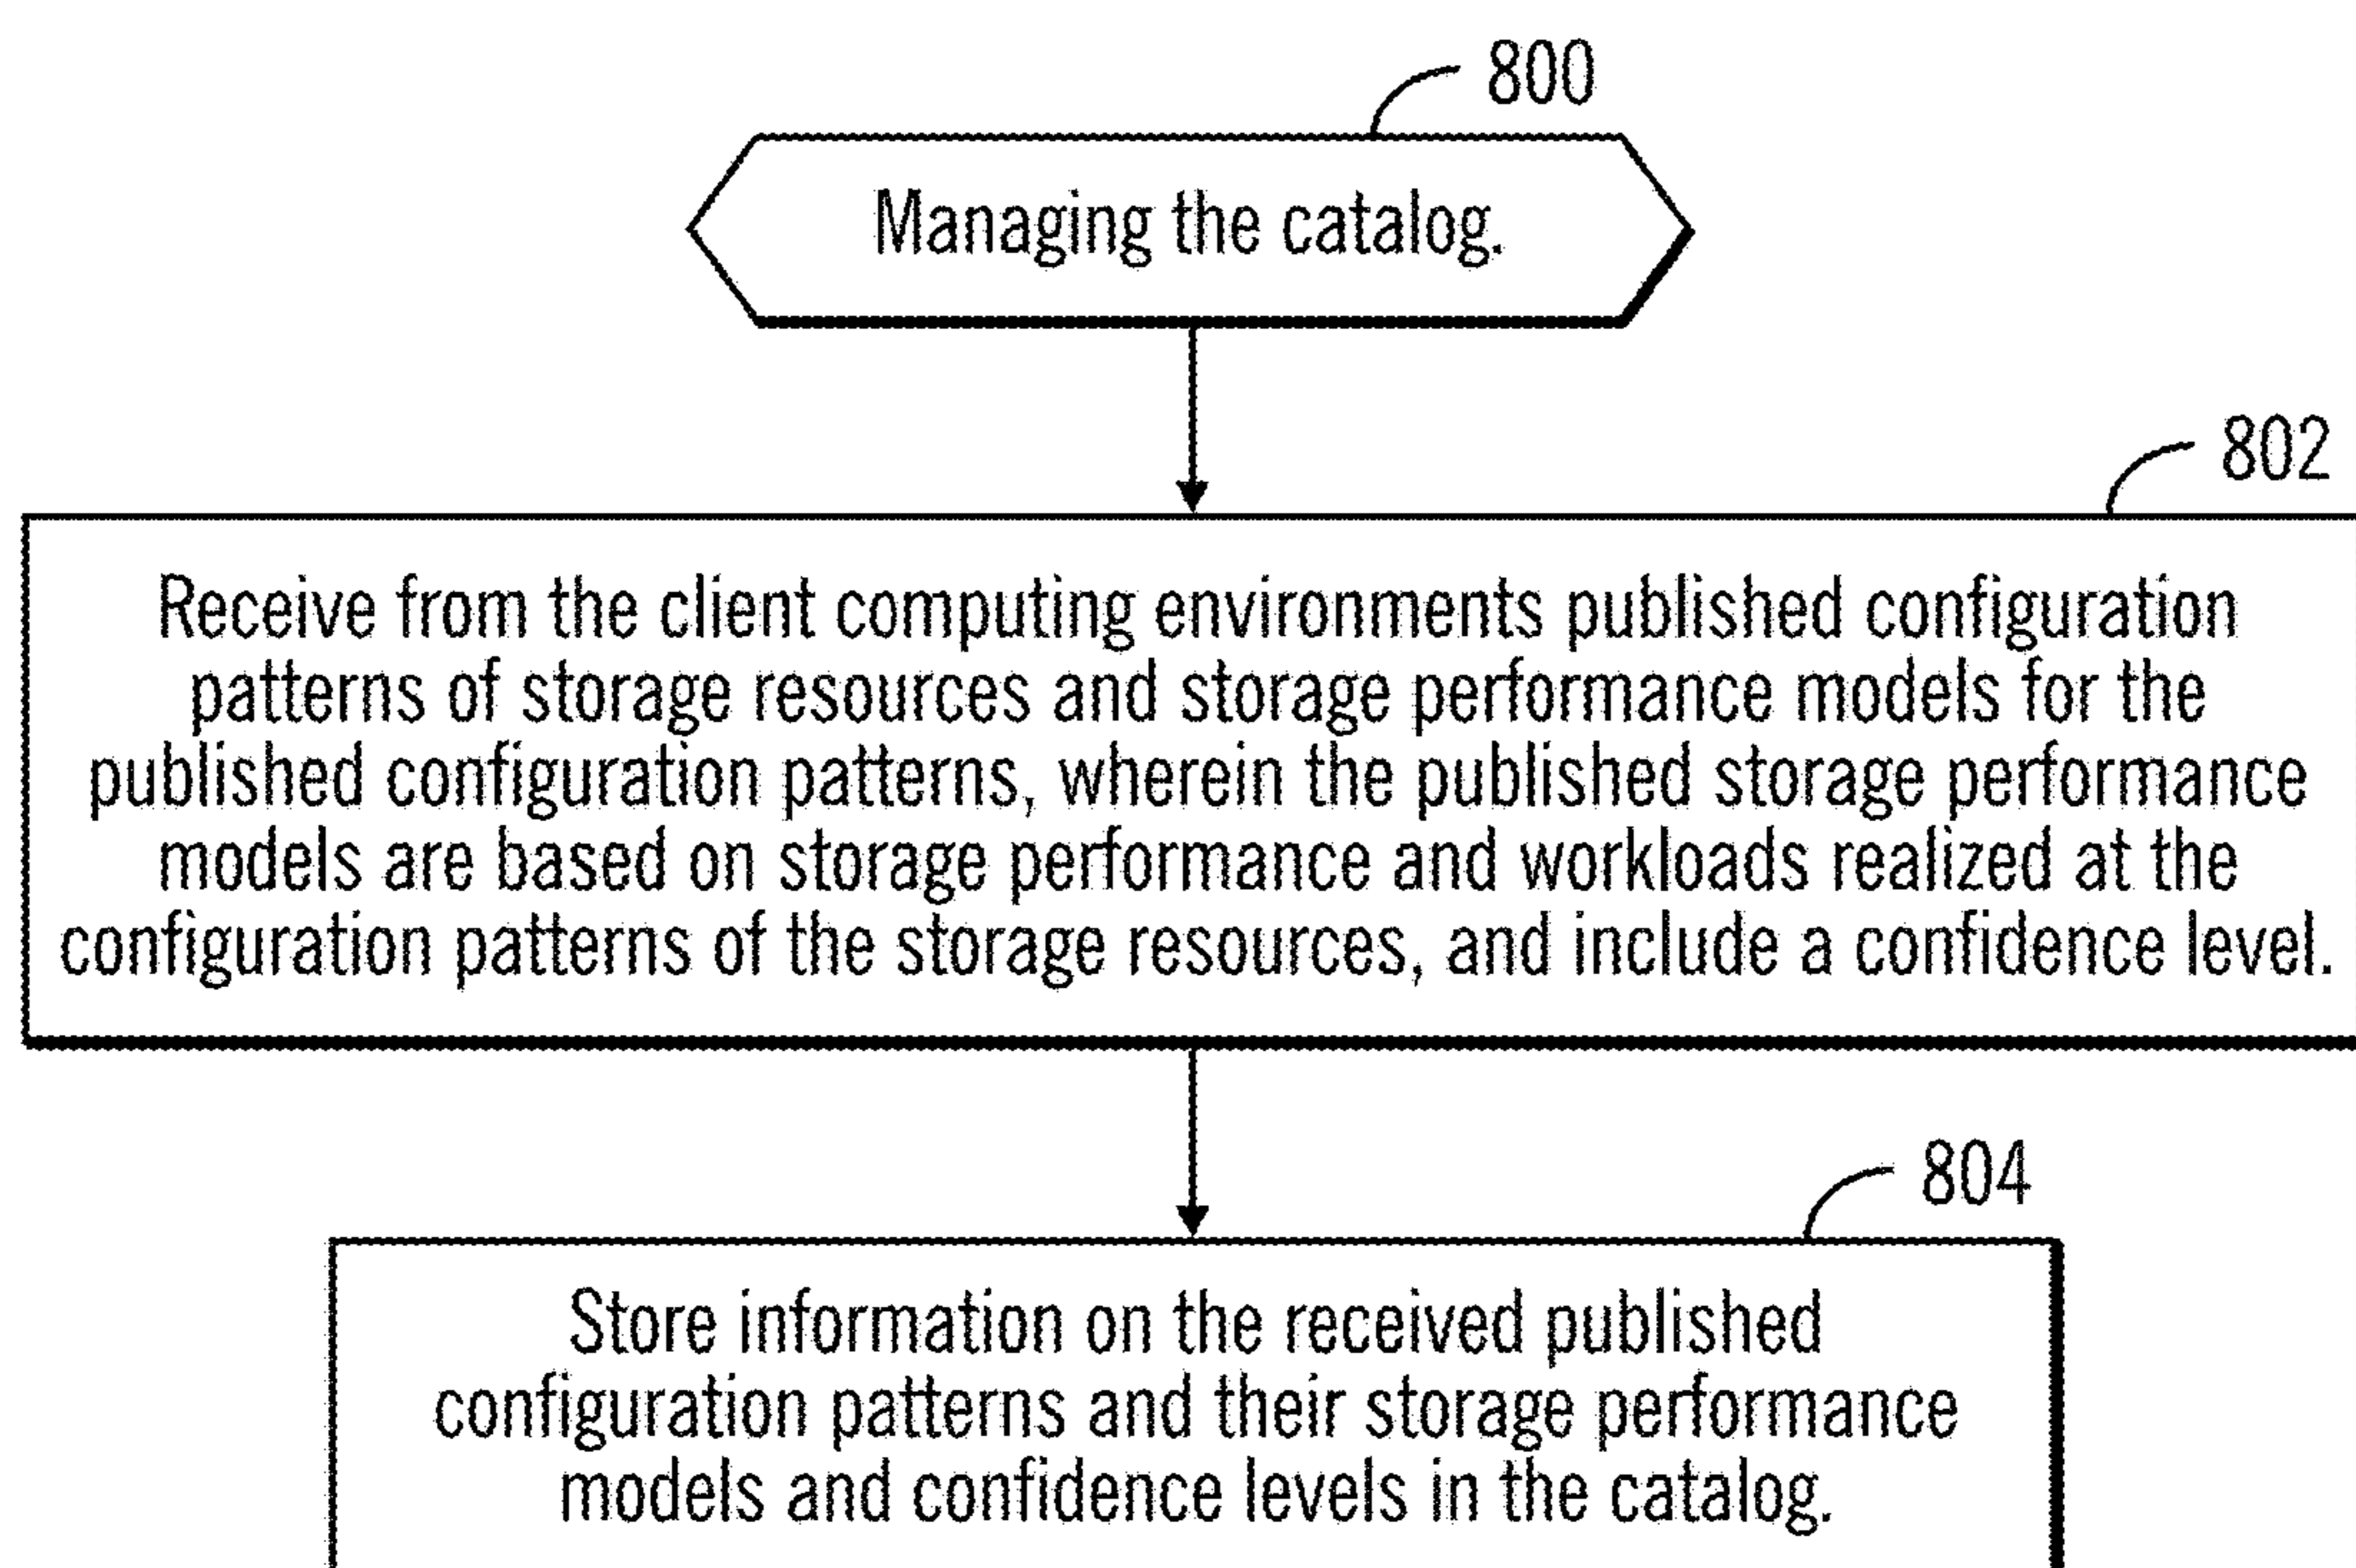 800
Managing the catalog.
802
Receive from the client computing environments published configuration
patterns of storage resources and storage performance models for the
published configuration patterns, wherein the published storage performance
models are based on storage performance and workloads realized at the
configuration patterns of the storage resources, and include a confidence level.
804
Store information on the received published
configuration patterns and their storage performance
models and confidence levels in the catalog.